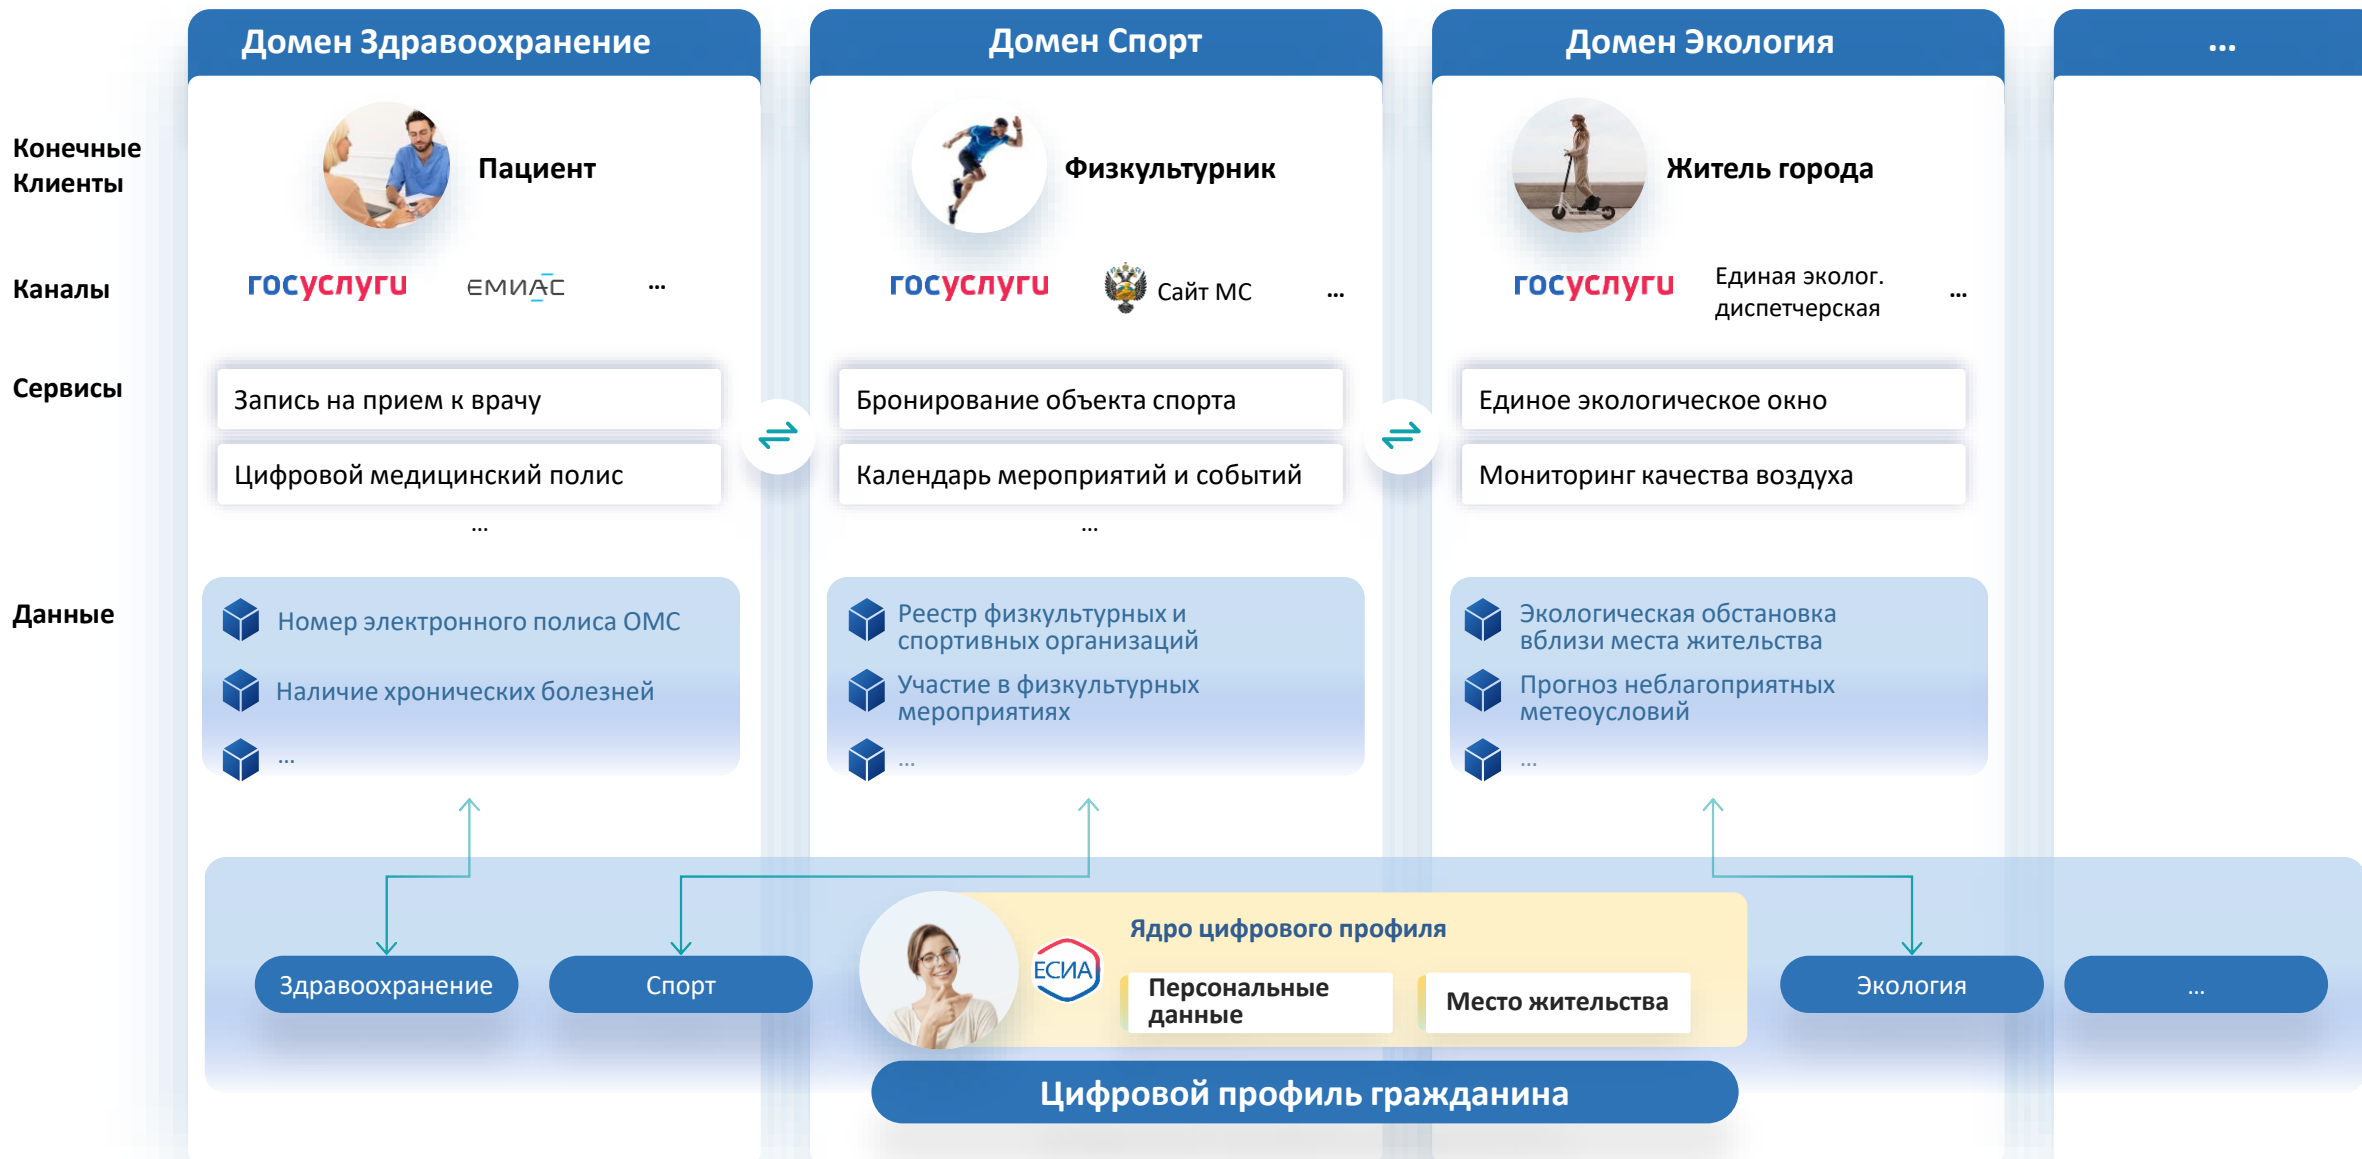 Домен Здравоохранение
Домен Спорт
Домен Экология
...
Конечные
Клиенты
Пациент
Физкультурник
Житель города
Каналы
госуслуги
ЕМИАС
...
госуслуги
Сайт МС
...
госуслуги
Единая эколог.
диспетчерская
...
Сервисы
Запись на прием к врачу
Цифровой медицинский полис
...
Бронирование объекта спорта
Календарь мероприятий и событий
...
Единое экологическое окно
Мониторинг качества воздуха
Данные
Номер электронного полиса ОМС
Наличие хронических болезней
...
Реестр физкультурных и
спортивных организаций
Участие в физкультурных
мероприятиях
...
Экологическая обстановка
вблизи места жительства
Прогноз неблагоприятных
метеоусловий
...
Здравоохранение
Спорт
ЕСИА
Ядро цифрового профиля
Персональные
данные
Место жительства
Экология
...
Цифровой профиль гражданина